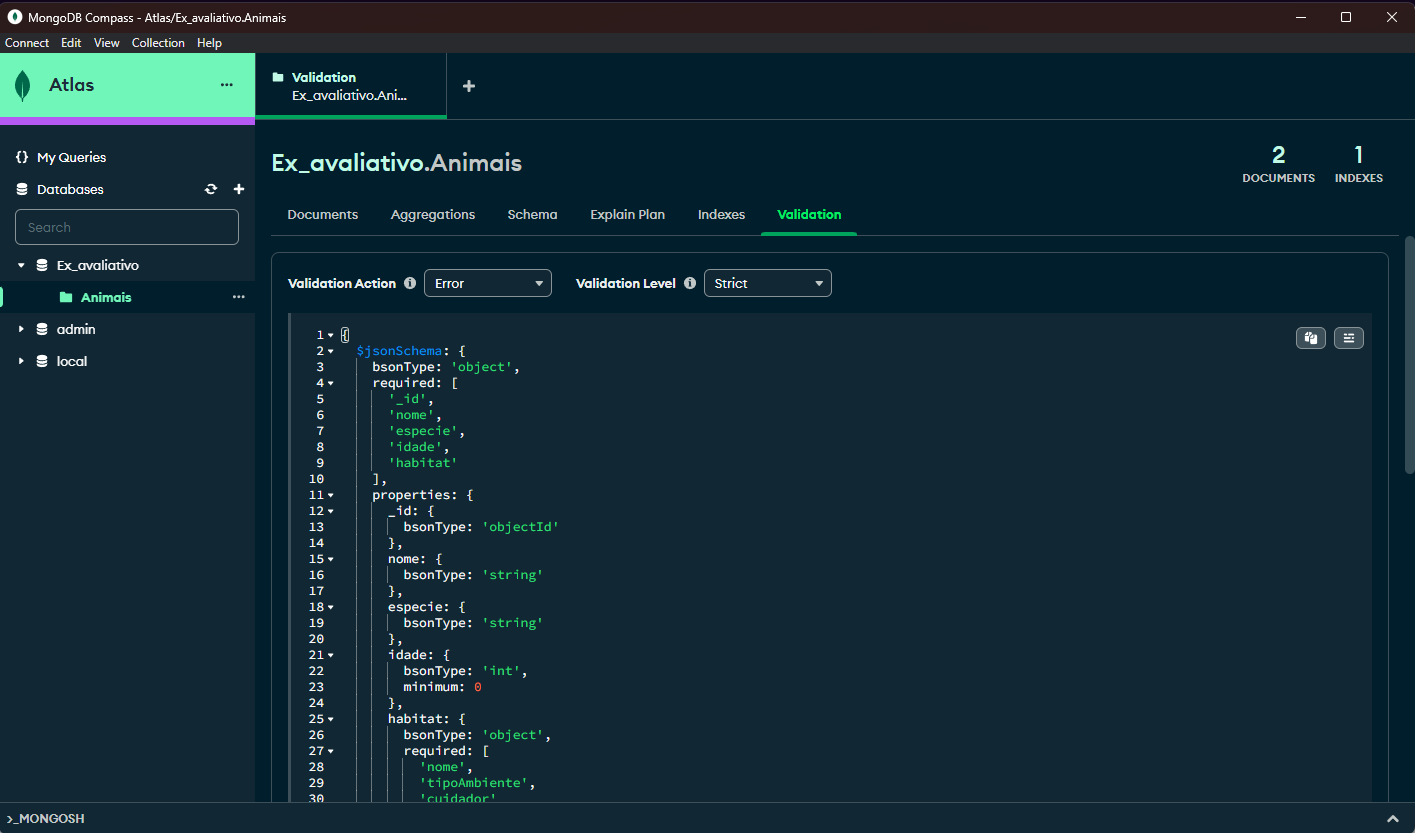 MongoDB Compass - Atlas/Ex_avaliativo.Animais
Connect Edit View Collection Help
Atlas
Validation
Ex_avaliativo.Ani...
My Queries
Databases
Search
Ex_avaliativo
Animais
admin
local
Ex_avaliativo.Animais
2
DOCUMENTS
1
INDEXES
Documents Aggregations Schema Explain Plan Indexes Validation
Validation Action Error Validation Level Strict
1 {
2 $jsonSchema: {
3 bsonType: 'object',
4 required: [
5 '_id',
6 'nome',
7 'especie',
8 'idade',
9 'habitat'
10 ],
11 properties: {
12 _id: {
13 bsonType: 'objectId'
14 },
15 nome: {
16 bsonType: 'string'
17 },
18 especie: {
19 bsonType: 'string'
20 },
21 idade: {
22 bsonType: 'int',
23 minimum: 0
24 },
25 habitat: {
26 bsonType: 'object',
27 required: [
28 'nome',
29 'tipoAmbiente',
30 'cuidador'
>_MONGOSH